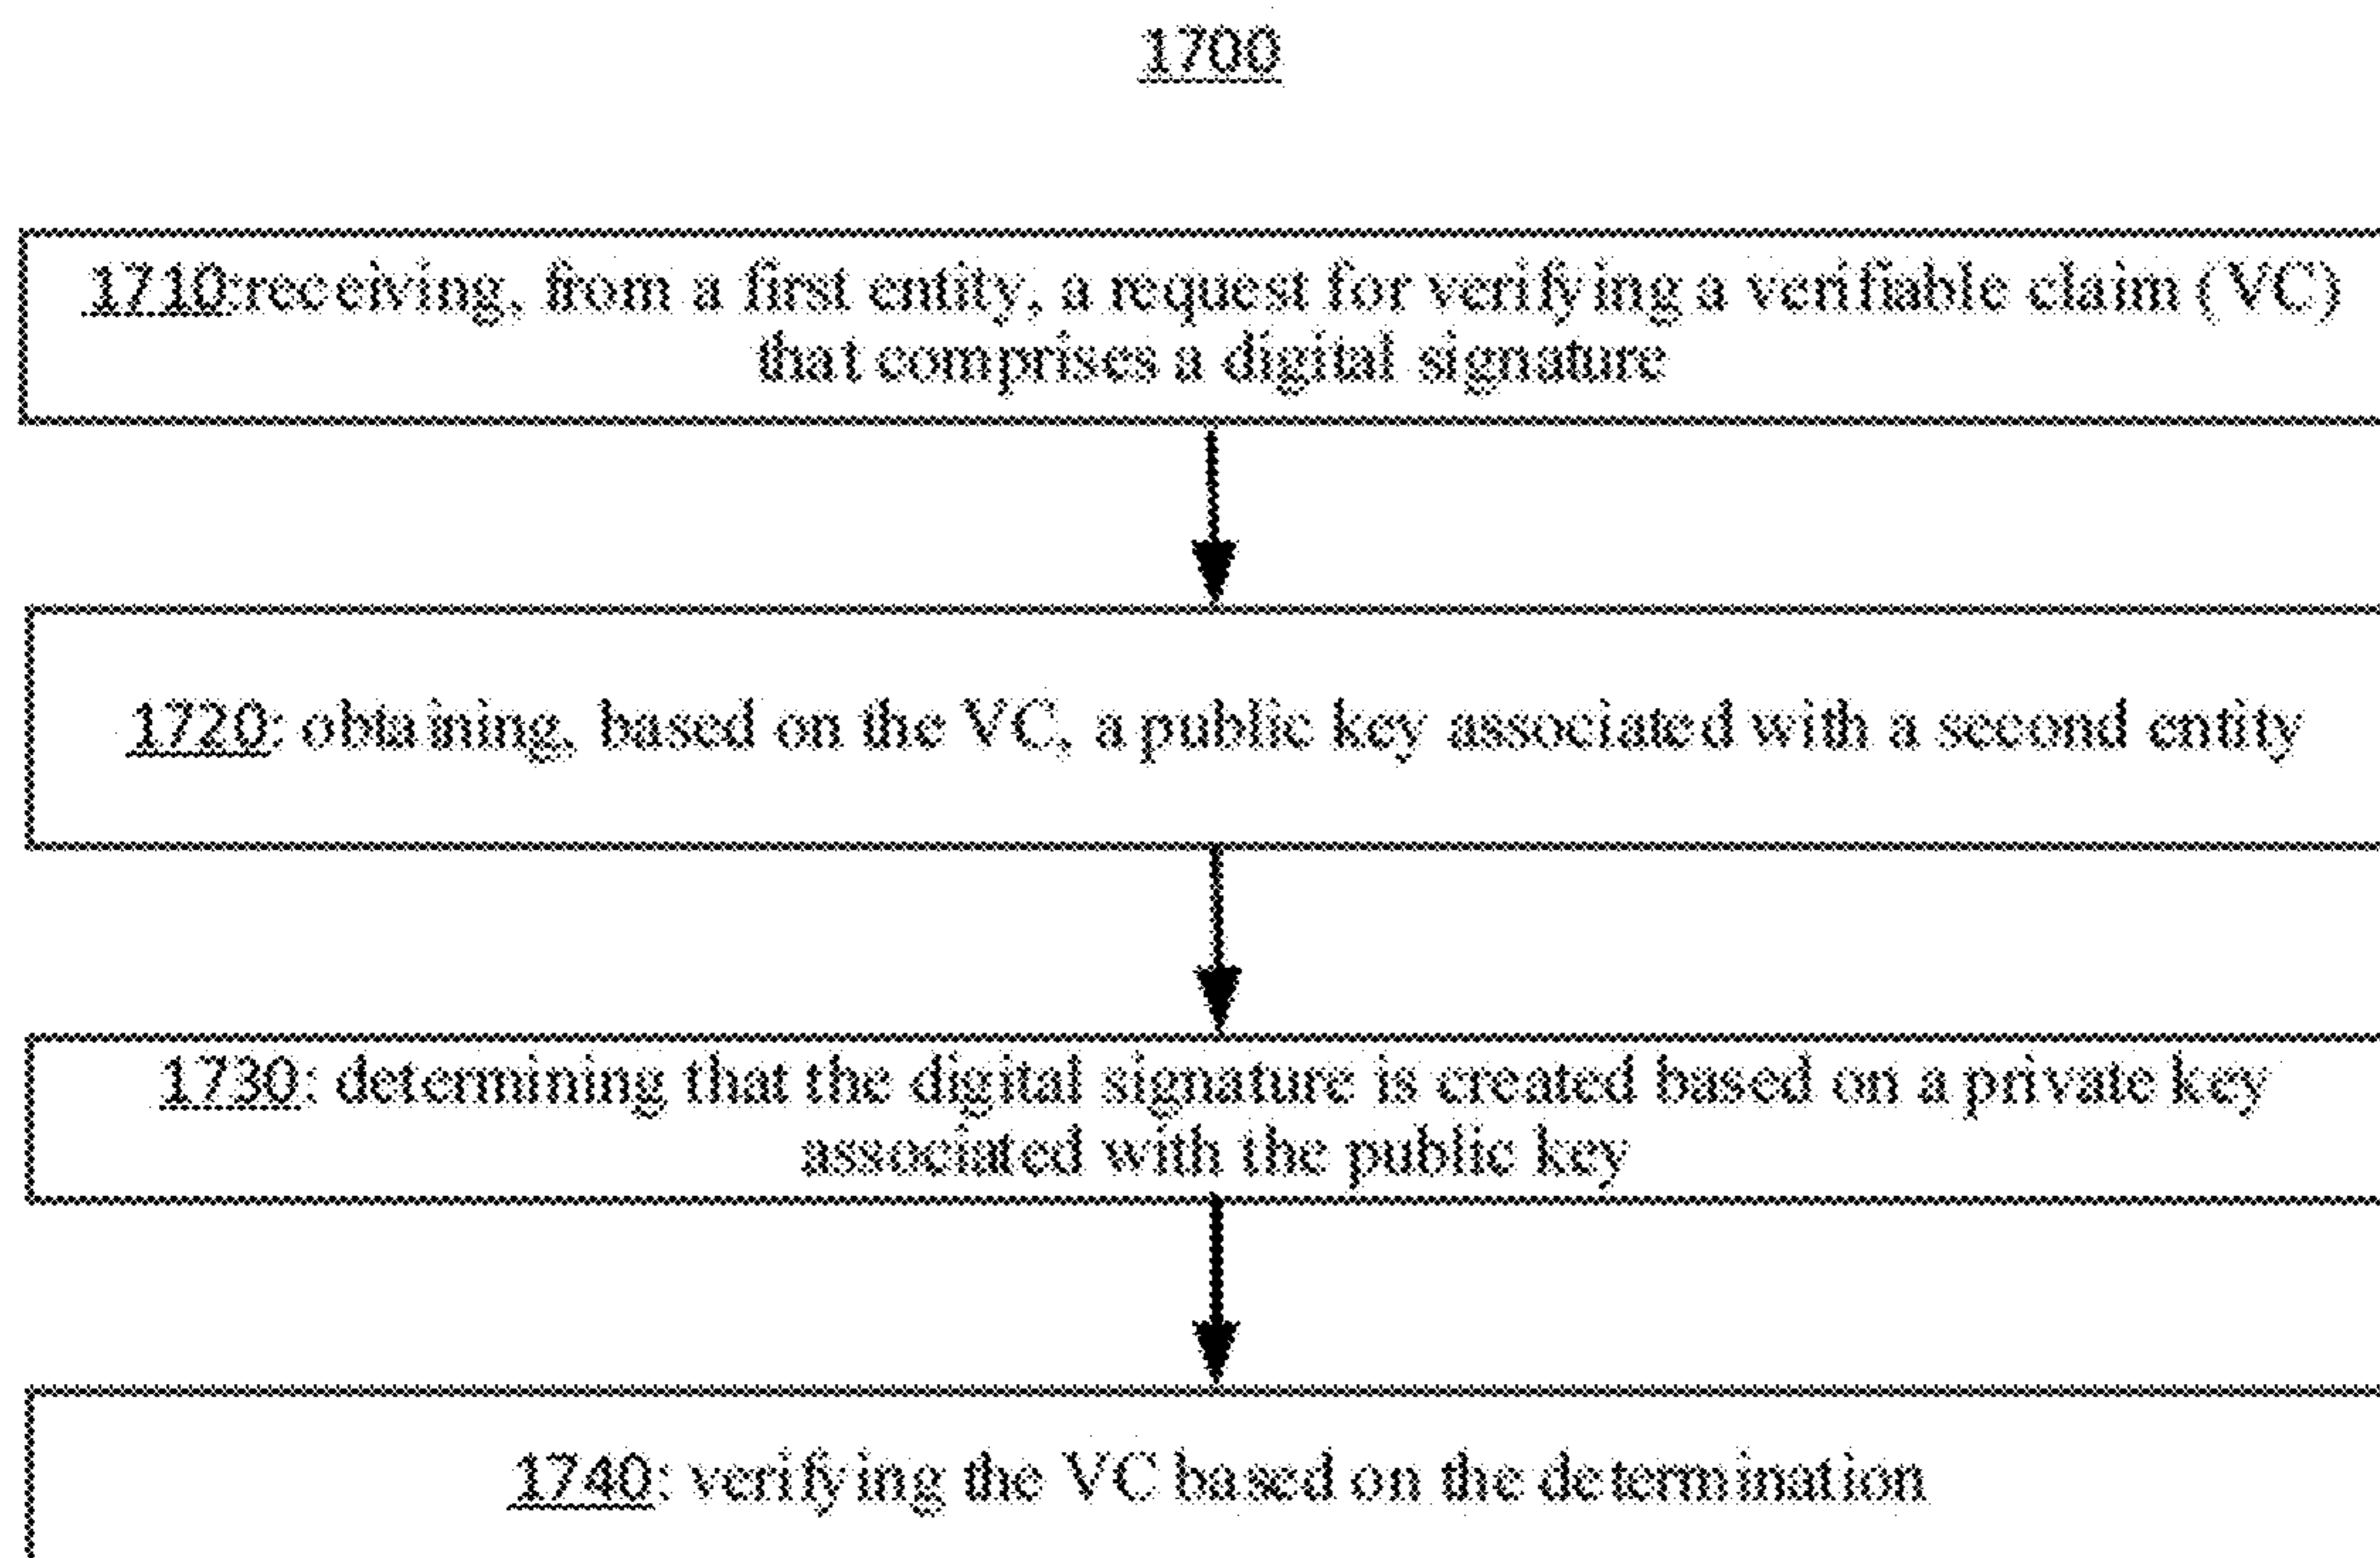 1700
1710:receiving, from a first entity, a request for verifying a verifiable claim (VC)
that comprises a digital signature
1720: obtaining, based on the VC, a public key associated with a second entity
1730: determining that the digital signature is created based on a private key
associated with the public key
1740: verifying the VC based on the determination